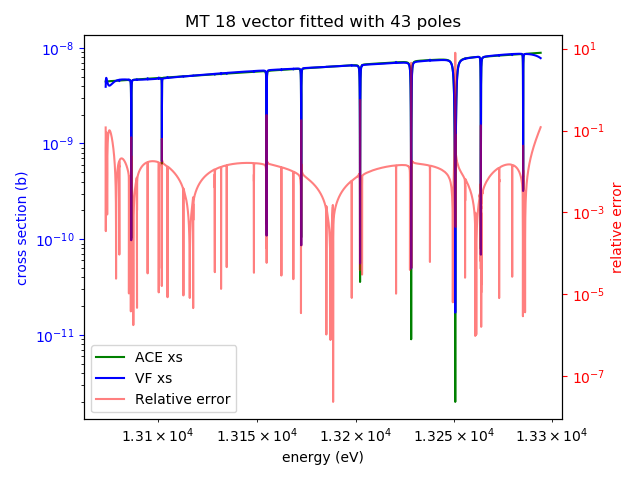 MT 18 vector fitted with 43 poles
10⁻⁸
10⁻⁹
10⁻¹⁰
10⁻¹¹
cross section (b)
10¹
10⁻¹
10⁻³
10⁻⁵
10⁻⁷
relative error
ACE xs
VF xs
Relative error
1.31 × 10⁴
1.315 × 10⁴
1.32 × 10⁴
1.325 × 10⁴
1.33 × 10⁴
energy (eV)